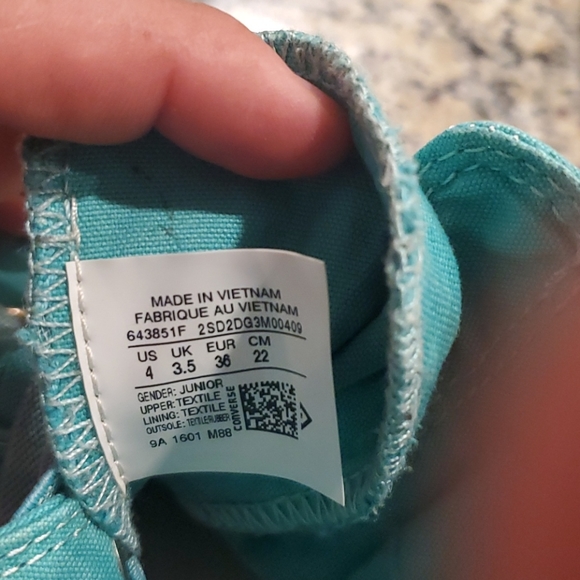 MADE IN VIETNAM
FABRIQUE AU VIETNAM
643851F 2SD2DG3M00409
US UK EUR CM
4 3.5 36 22
GENDER: JUNIOR
UPPER: TEXTILE
LINING: TEXTILE
OUTSOLE: TEXTILE/RUBBER
9A 1601 M88
CONVERSE